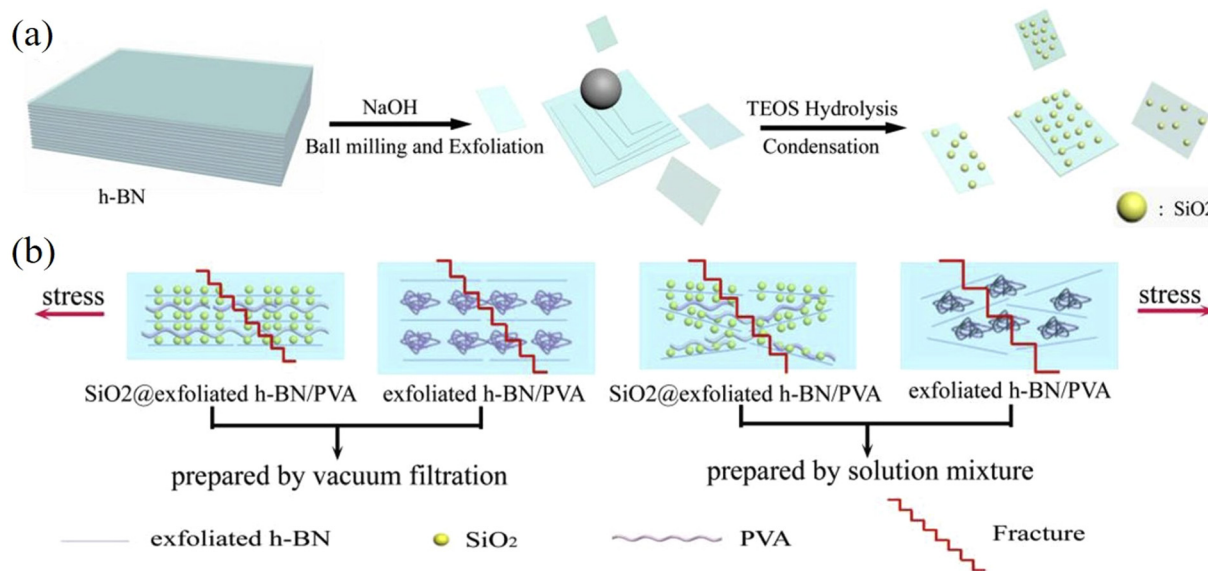 (a)
NaOH
Ball milling and Exfoliation
TEOS Hydrolysis
Condensation
h-BN
: SiO2
(b)
stress
stress
SiO2@exfoliated h-BN/PVA
exfoliated h-BN/PVA
SiO2@exfoliated h-BN/PVA
exfoliated h-BN/PVA
prepared by vacuum filtration
prepared by solution mixture
exfoliated h-BN
SiO₂
PVA
Fracture